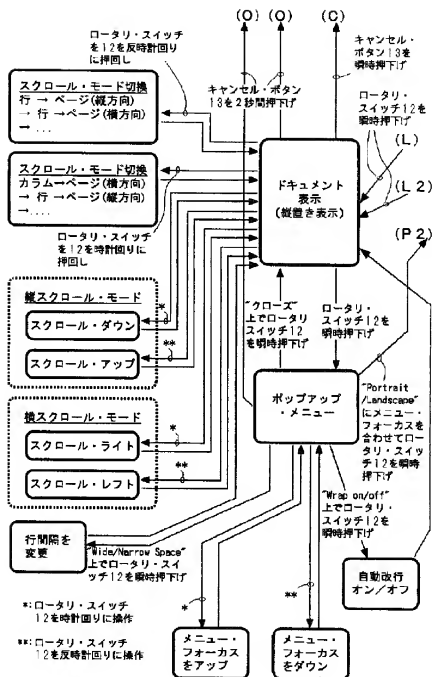 (O) (O) (C)
ロータリ・スイッチ
を12を反時計回り
に押回し
キャンセル・ボタン
13を2秒間押下げ
キャンセル・
ボタン13を
瞬時押下げ
ロータリ・
スイッチ12を
瞬時押下げ
(L)
(L2)
(P2)
スクロール・モード切換
行 → ページ(縦方向)
→ 行 → ページ(横方向)
→ ...
スクロール・モード切換
カラム→ページ(横方向)
→ 行 → ページ(縦方向)
→....
ロータリ・スイッチ
を12を時計回りに
押回し
ドキュメント
表示
(縦置き表示)
縦スクロール・モード
スクロール・ダウン
*
スクロール・アップ
**
横スクロール・モード
スクロール・ライト
*
スクロール・レフト
**
"クローズ"
上でロータリ
スイッチ12
を瞬時押下げ
ロータリ・
スイッチ12
を瞬時押下げ
ポップアップ
・メニュー
"Portrait
/Landscape"
にメニュー・
フォーカスを
合わせてロー
タリ・スイッ
チ12を瞬時
押下げ
"Wrap on/off"
上でロータリ・
スイッチ12を
瞬時押下げ
行間隔を
変更
"Wide/Narrow Space"
上でロータリ・スイ
ッチ12を瞬時押下げ
自動改行
オン/オフ
*:ロータリ・スイッチ
12を時計回りに操作
**:ロータリ・スイッチ
12を反時計回りに操作
*
**
メニュー・
フォーカス
をアップ
メニュー・
フォーカス
をダウン